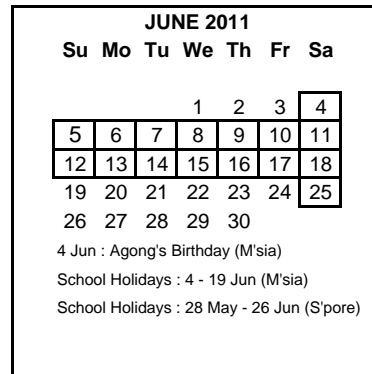 JUNE 2011
Su Mo Tu We Th Fr Sa
1 2 3 4
5 6 7 8 9 10 11
12 13 14 15 16 17 18
19 20 21 22 23 24 25
26 27 28 29 30
4 Jun : Agong's Birthday (M'sia)
School Holidays : 4 - 19 Jun (M'sia)
School Holidays : 28 May - 26 Jun (S'pore)